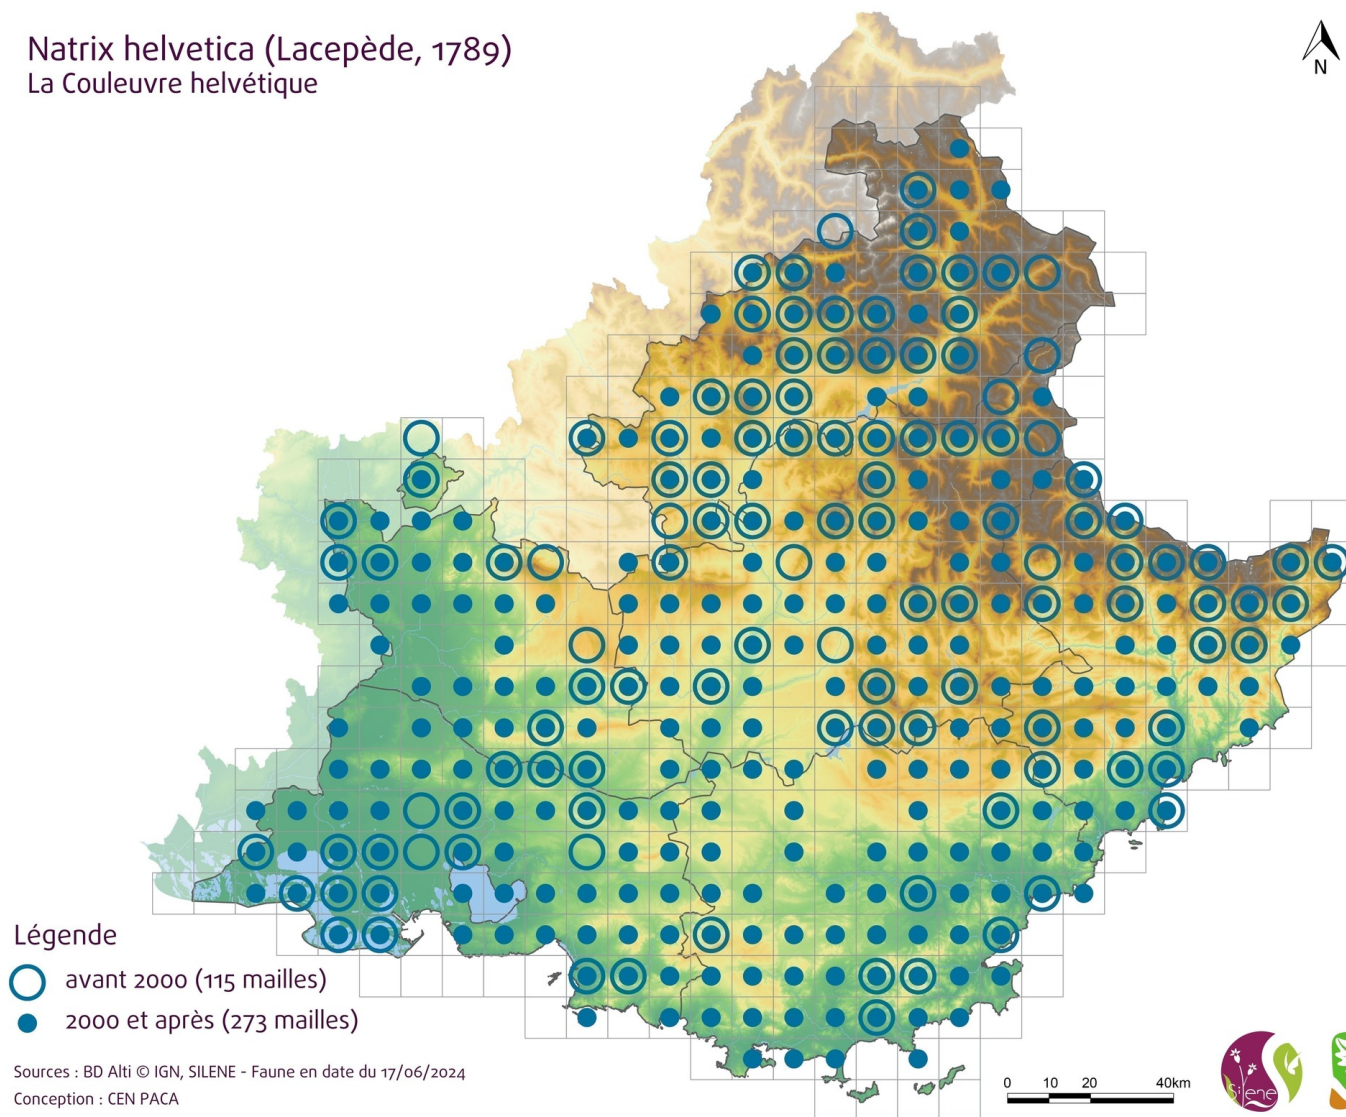 Natrix helvetica (Lacepède, 1789)
La Couleuvre helvétique
N
Légende
avant 2000 (115 mailles)
2000 et après (273 mailles)
Sources : BD Alti © IGN, SILENE - Faune en date du 17/06/2024
Conception : CEN PACA
0 10 20 40km
Silene